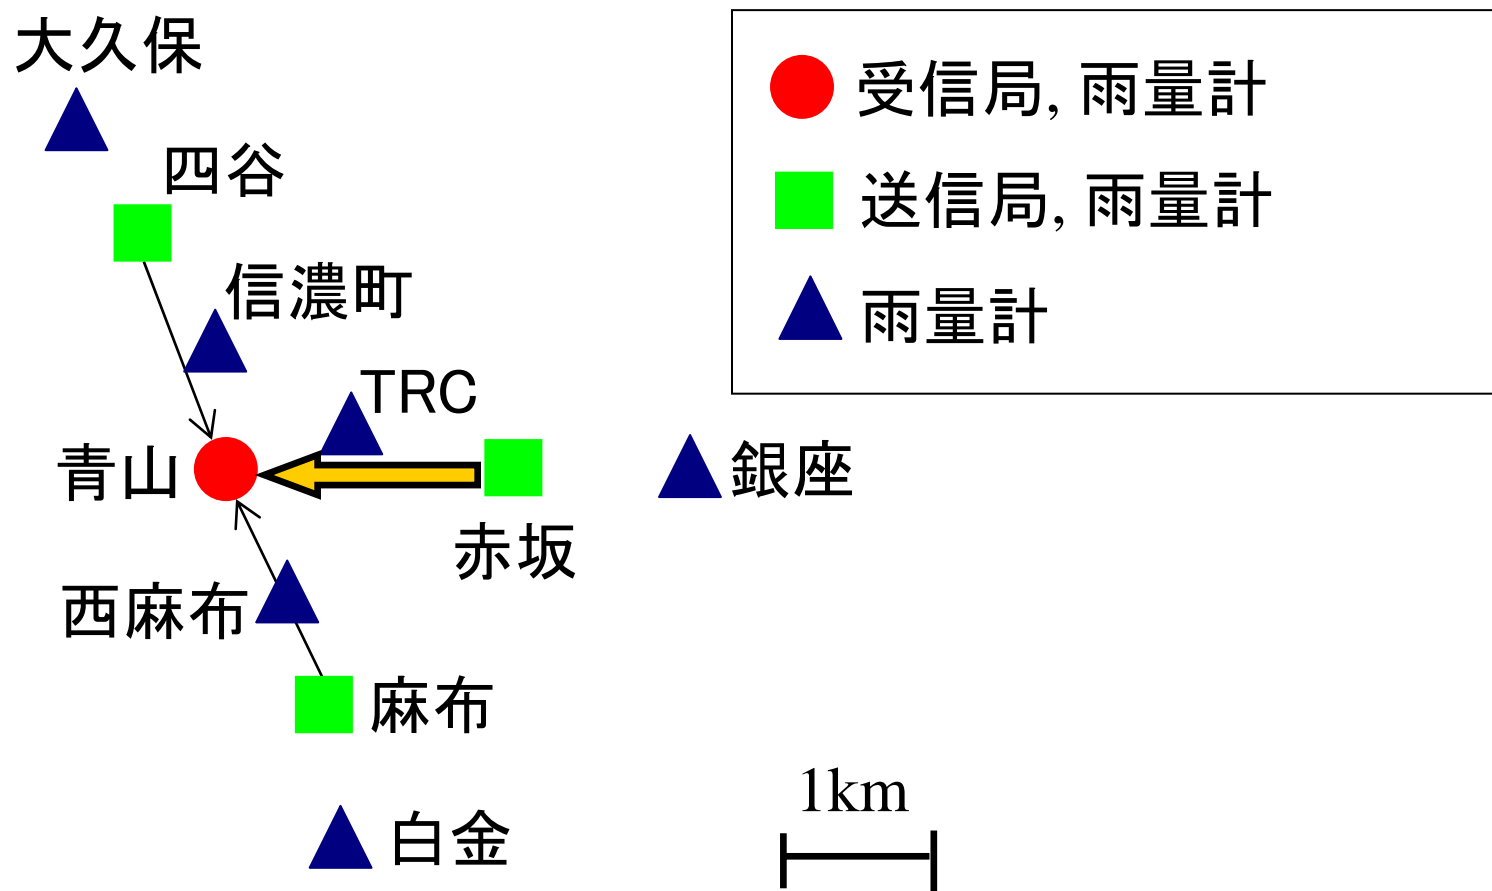 大久保
受信局, 雨量計
四谷
送信局, 雨量計
信濃町
雨量計
TRC
青山
銀座
赤坂
西麻布
麻布
1km
白金